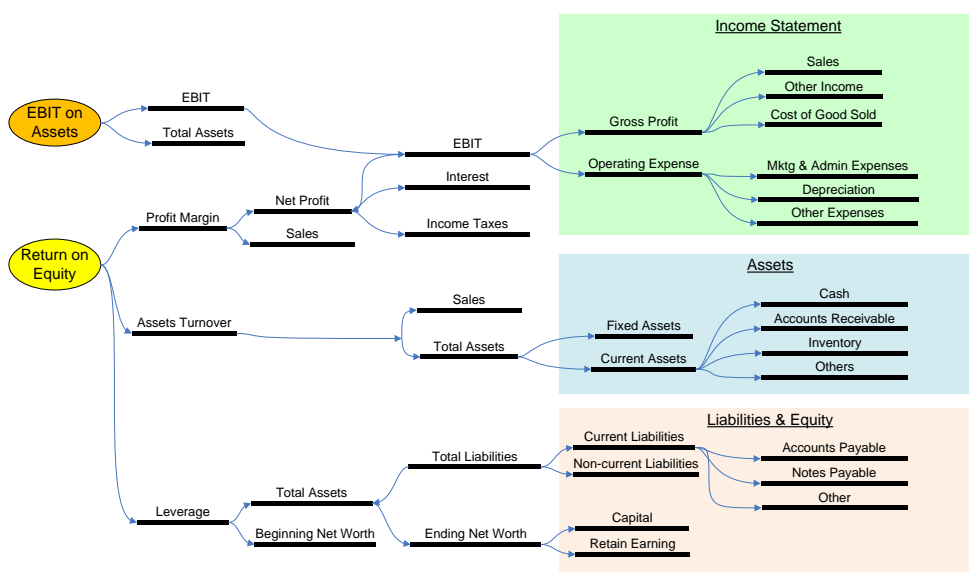 Income Statement
Sales
Other Income
Cost of Good Sold
EBIT
EBIT on
Assets
Total Assets
Gross Profit
EBIT
Operating Expense
Mktg & Admin Expenses
Interest
Depreciation
Net Profit
Other Expenses
Profit Margin
Income Taxes
Sales
Return on
Equity
Assets
Cash
Sales
Accounts Receivable
Assets Turnover
Fixed Assets
Inventory
Total Assets
Current Assets
Others
Liabilities & Equity
Current Liabilities
Accounts Payable
Total Liabilities
Non-current Liabilities
Notes Payable
Total Assets
Other
Leverage
Capital
Beginning Net Worth
Ending Net Worth
Retain Earning